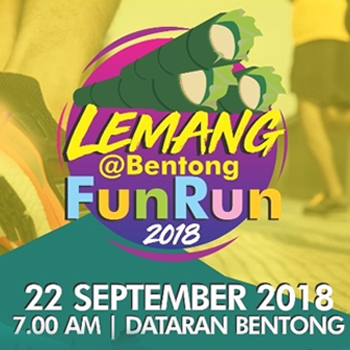 LEMANG
@Bentong
FunRun
2018
22 SEPTEMBER 2018
7.00 AM | DATARAN BENTONG